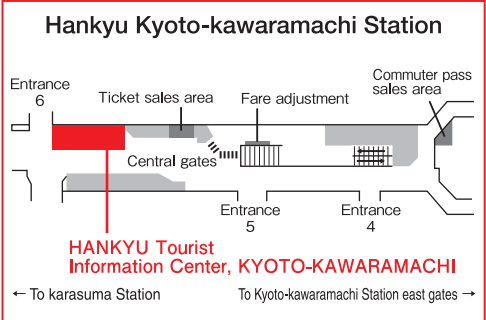 Hankyu Kyoto-kawaramachi Station
Entrance
6
Ticket sales area
Fare adjustment
Commuter pass
sales area
Central gates
Entrance
5
Entrance
4
HANKYU Tourist
Information Center, KYOTO-KAWARAMACHI
← To karasuma Station
To Kyoto-kawaramachi Station east gates →